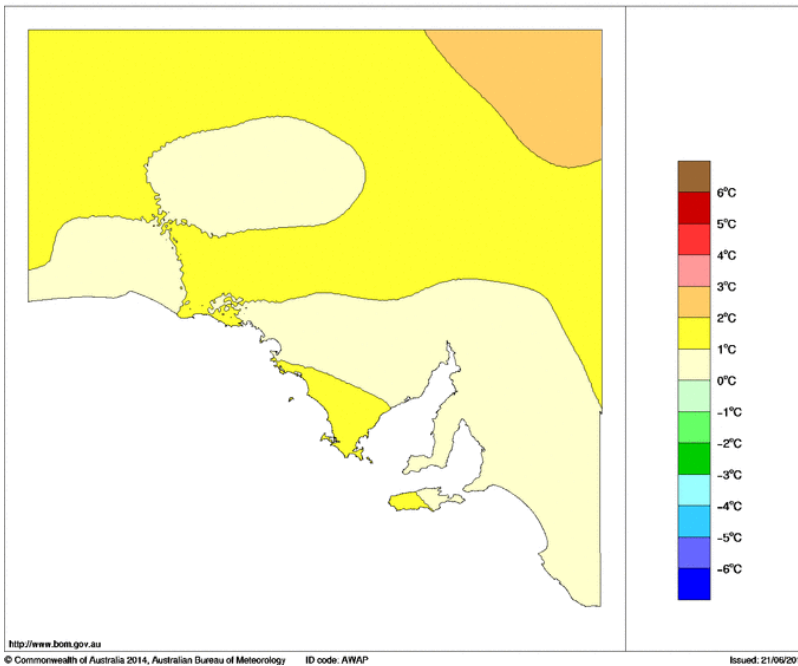 6°C
5°C
4°C
3°C
2°C
1°C
0°C
-1°C
-2°C
-3°C
-4°C
-5°C
-6°C
http://www.bom.gov.au
© Commonwealth of Australia 2014, Australian Bureau of Meteorology ID code: AWAP Issued: 21/06/20